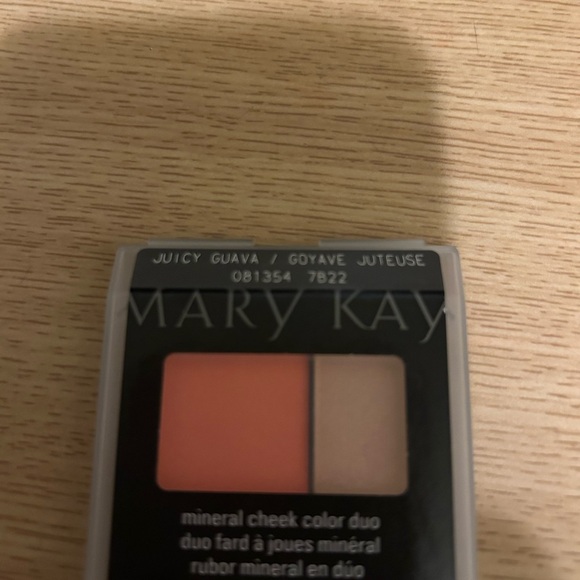 JUICY GUAVA / GOYAVE JUTEUSE
081354 7B22
MARY KAY
mineral cheek color duo
duo fard à joues minéral
rubor mineral en dúo